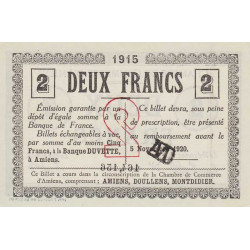 1915
2 DEUX FRANCS 2
Émission garantie par un
dépôt d'égale somme à la
Banque de France.
Billets échangeables à vue,
par au moins Cinq
Francs, à la Banque DUVETTE,
à Amiens.
Ce billet devra, sous peine
de prescription, être présenté
au remboursement avant le
5 1920.
2
Ce billet a cours dans la circonscription de la Chambre de Commerce
d'Amiens, comprenant : AMIENS, DOULLENS, MONTDIDIER.